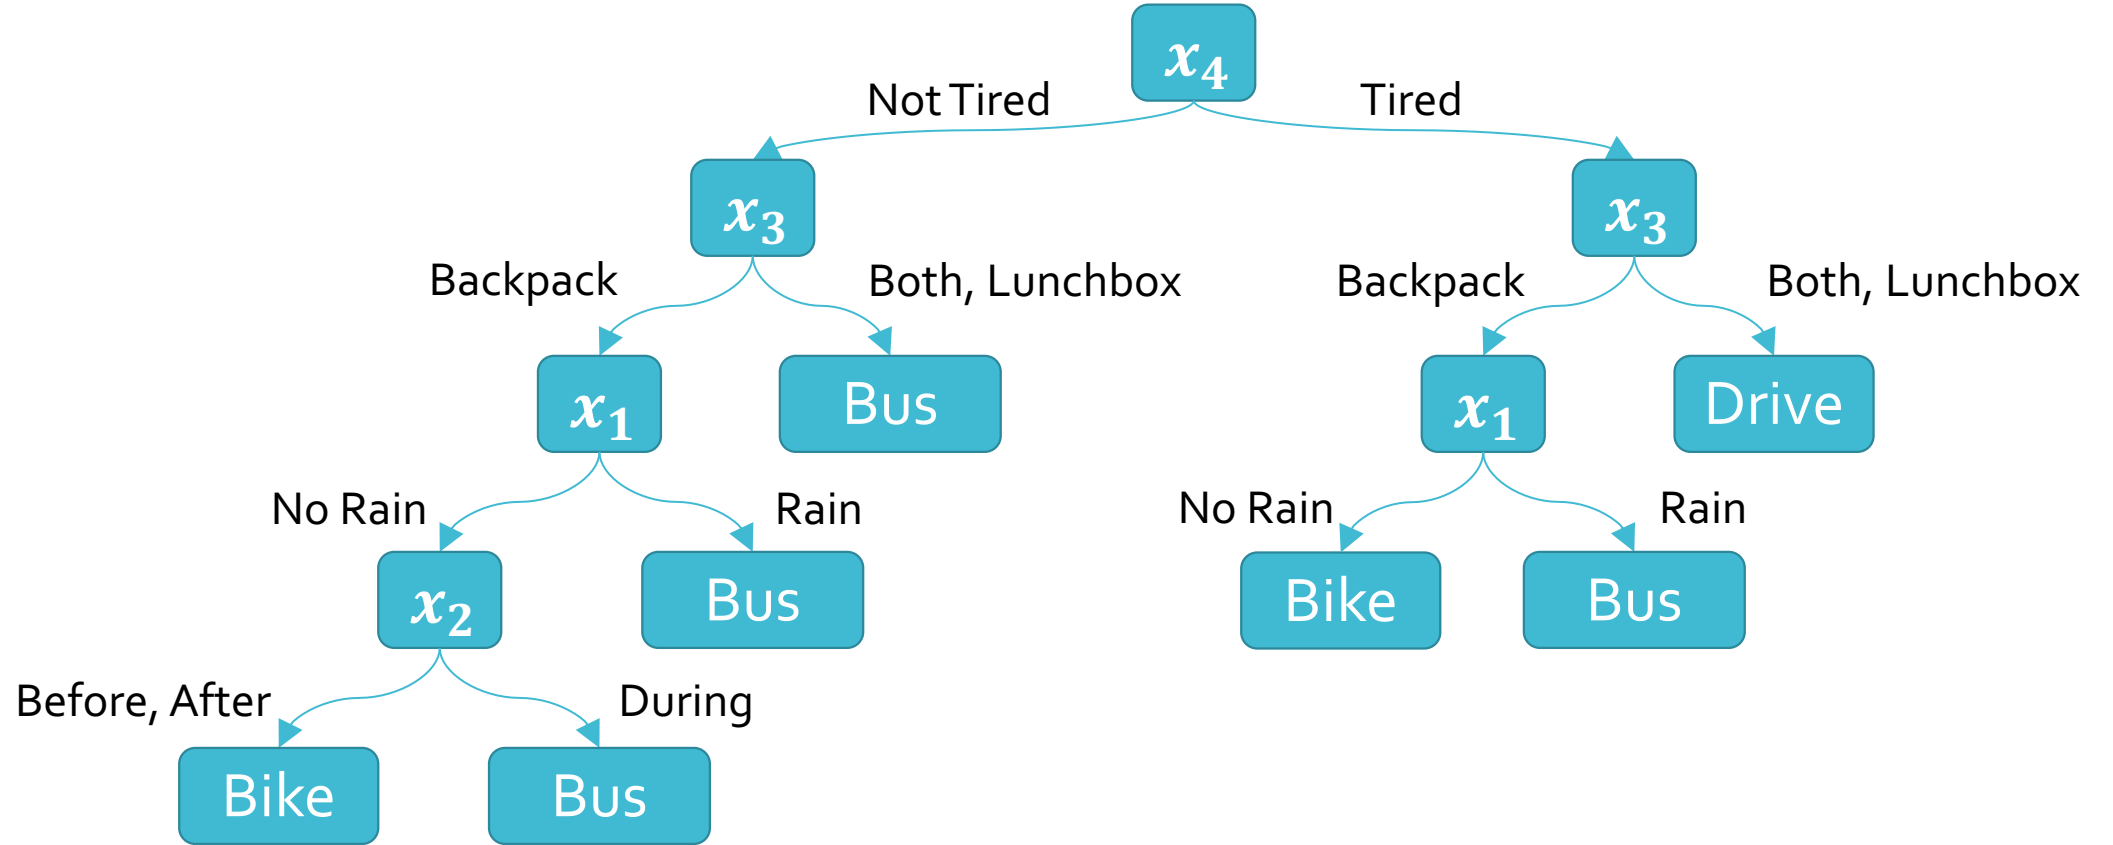 x₄
Not Tired
Tired
x₃
x₃
Backpack
Both, Lunchbox
Backpack
Both, Lunchbox
x₁
Bus
x₁
Drive
No Rain
Rain
No Rain
Rain
x₂
Bus
Bike
Bus
Before, After
During
Bike
Bus